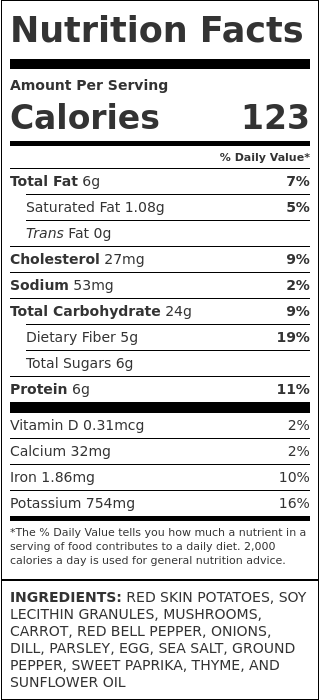 Nutrition Facts
Amount Per Serving
Calories 123
% Daily Value*
Total Fat 6g 7%
Saturated Fat 1.08g 5%
Trans Fat 0g
Cholesterol 27mg 9%
Sodium 53mg 2%
Total Carbohydrate 24g 9%
Dietary Fiber 5g 19%
Total Sugars 6g
Protein 6g 11%
Vitamin D 0.31mcg 2%
Calcium 32mg 2%
Iron 1.86mg 10%
Potassium 754mg 16%
*The % Daily Value tells you how much a nutrient in a
serving of food contributes to a daily diet. 2,000
calories a day is used for general nutrition advice.
INGREDIENTS: RED SKIN POTATOES, SOY
LECITHIN GRANULES, MUSHROOMS,
CARROT, RED BELL PEPPER, ONIONS,
DILL, PARSLEY, EGG, SEA SALT, GROUND
PEPPER, SWEET PAPRIKA, THYME, AND
SUNFLOWER OIL